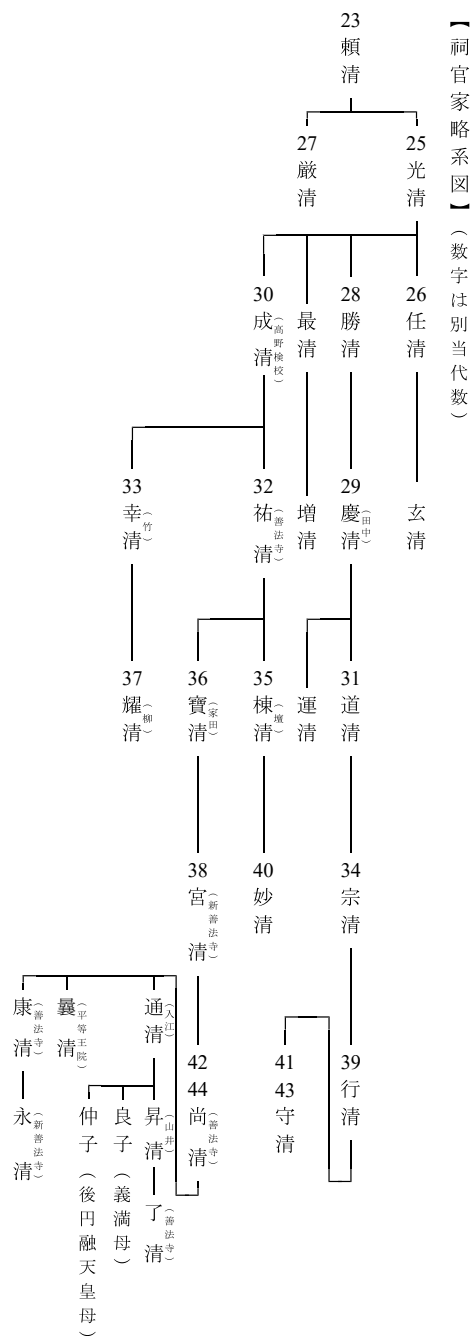 【祠官家略系図】（数字は別当代数）
23 頼清
25 光清
27 厳清
26 任清
28 勝清
最清
30 成清（高野検校）
玄清
29 慶清（田中）
増清
32 祐清（善法寺）
33 幸清（竹）
31 道清
運清
35 棟清（壇）
36 寶清（家田）
37 耀清（柳）
34 宗清
40 妙清
38 宮清（新善法寺）
39 行清
41 43 守清
42 44 尚清（善法寺）
通清（入江）
曩清（平等王院）
康清（善法寺）
昇清（山井）
良子（義満母）
仲子（後円融天皇母）
永清（新善法寺）
了清（善法寺）